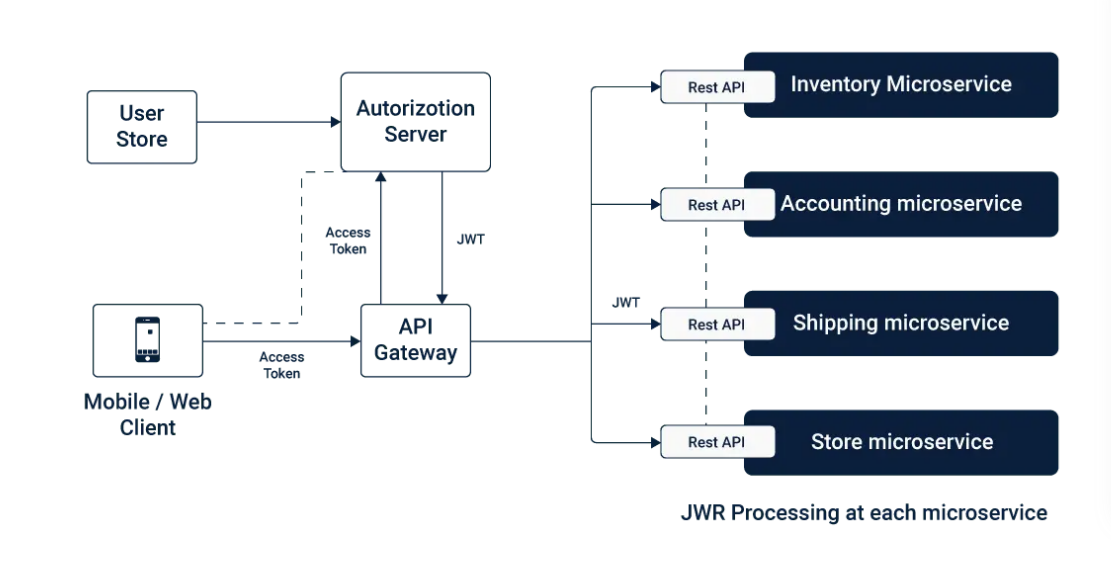 User
Store
Autorizotion
Server
Access
Token
JWT
Mobile / Web
Client
Access
Token
API
Gateway
JWT
Rest API
Inventory Microservice
Rest API
Accounting microservice
Rest API
Shipping microservice
Rest API
Store microservice
JWR Processing at each microservice